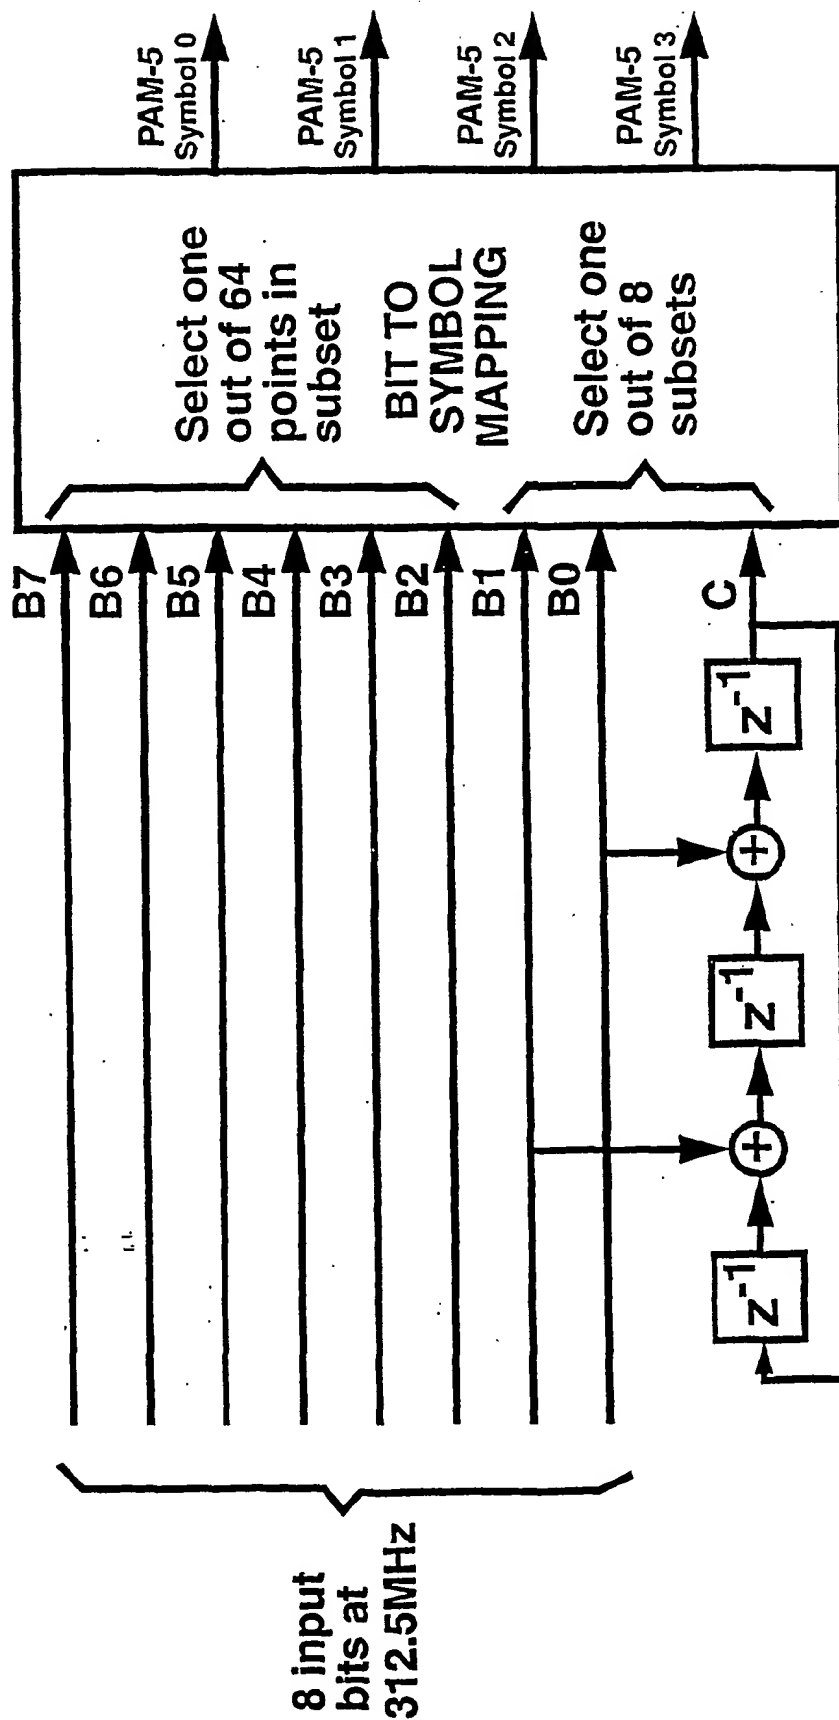 8 input
bits at
312.5MHz
B7
B6
B5
B4
B3
B2
B1
B0
C
z-1
+
z-1
+
z-1
Select one
out of 64
points in
subset
BIT TO
SYMBOL
MAPPING
Select one
out of 8
subsets
PAM-5
Symbol 0
PAM-5
Symbol 1
PAM-5
Symbol 2
PAM-5
Symbol 3